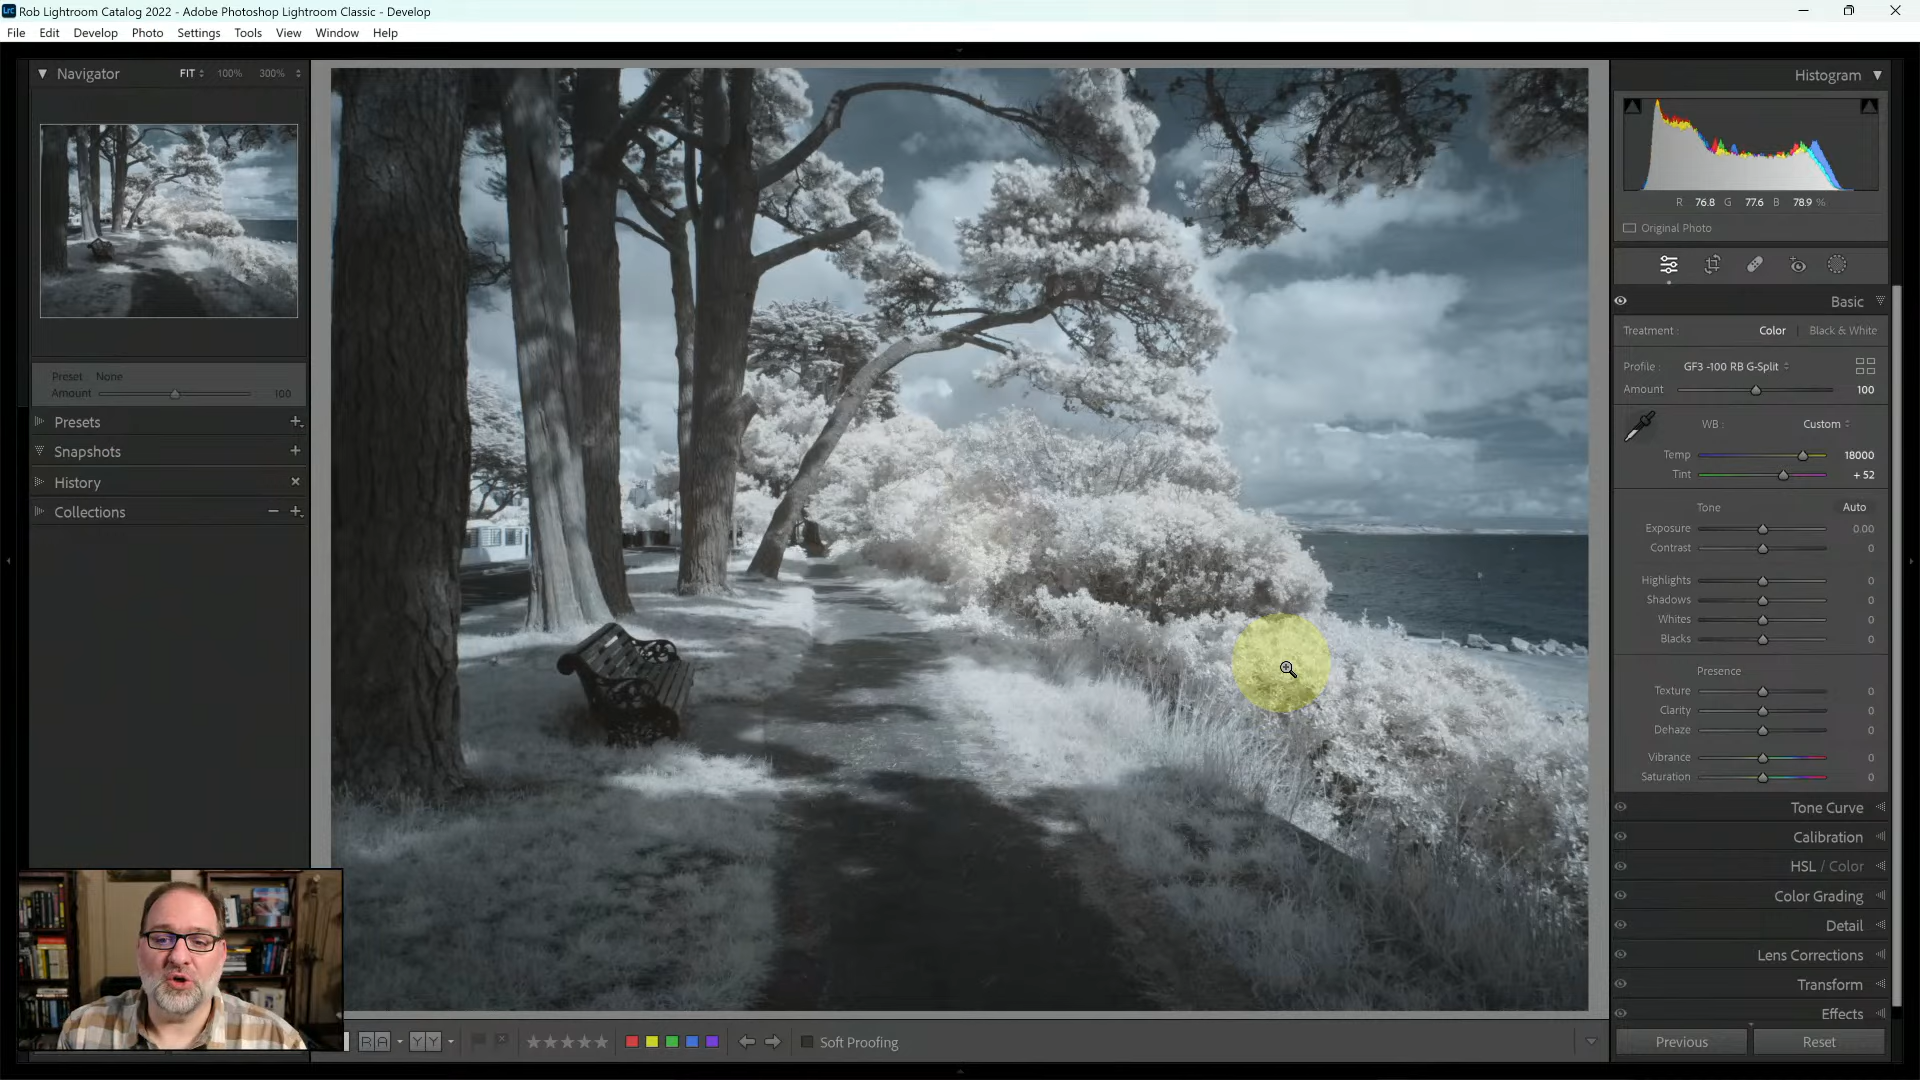 Rob Lightroom Catalog 2022 - Adobe Photoshop Lightroom Classic - Develop
File Edit Develop Photo Settings Tools View Window Help
Navigator FIT 100% 300%
Preset: None
Amount 100
Presets
Snapshots
History
Collections
RA YY Soft Proofing
Histogram
R 76.8 G 77.6 B 78.9 %
Original Photo
Basic
Treatment: Color | Black & White
Profile: GF3 -100 RB G-Split
Amount 100
WB: Custom
Temp 18000
Tint + 52
Tone Auto
Exposure 0.00
Contrast 0
Highlights 0
Shadows 0
Whites 0
Blacks 0
Presence
Texture 0
Clarity 0
Dehaze 0
Vibrance 0
Saturation 0
Tone Curve
Calibration
HSL / Color
Color Grading
Detail
Lens Corrections
Transform
Effects
Previous Reset